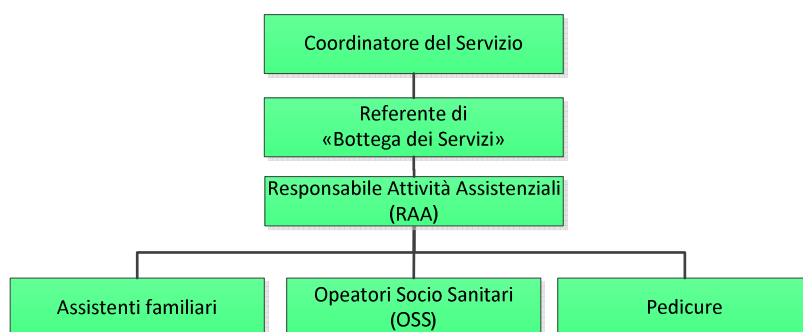 Coordinatore del Servizio
Referente di
«Bottega dei Servizi»
Responsabile Attività Assistenziali
(RAA)
Assistenti familiari
Opeatori Socio Sanitari
(OSS)
Pedicure